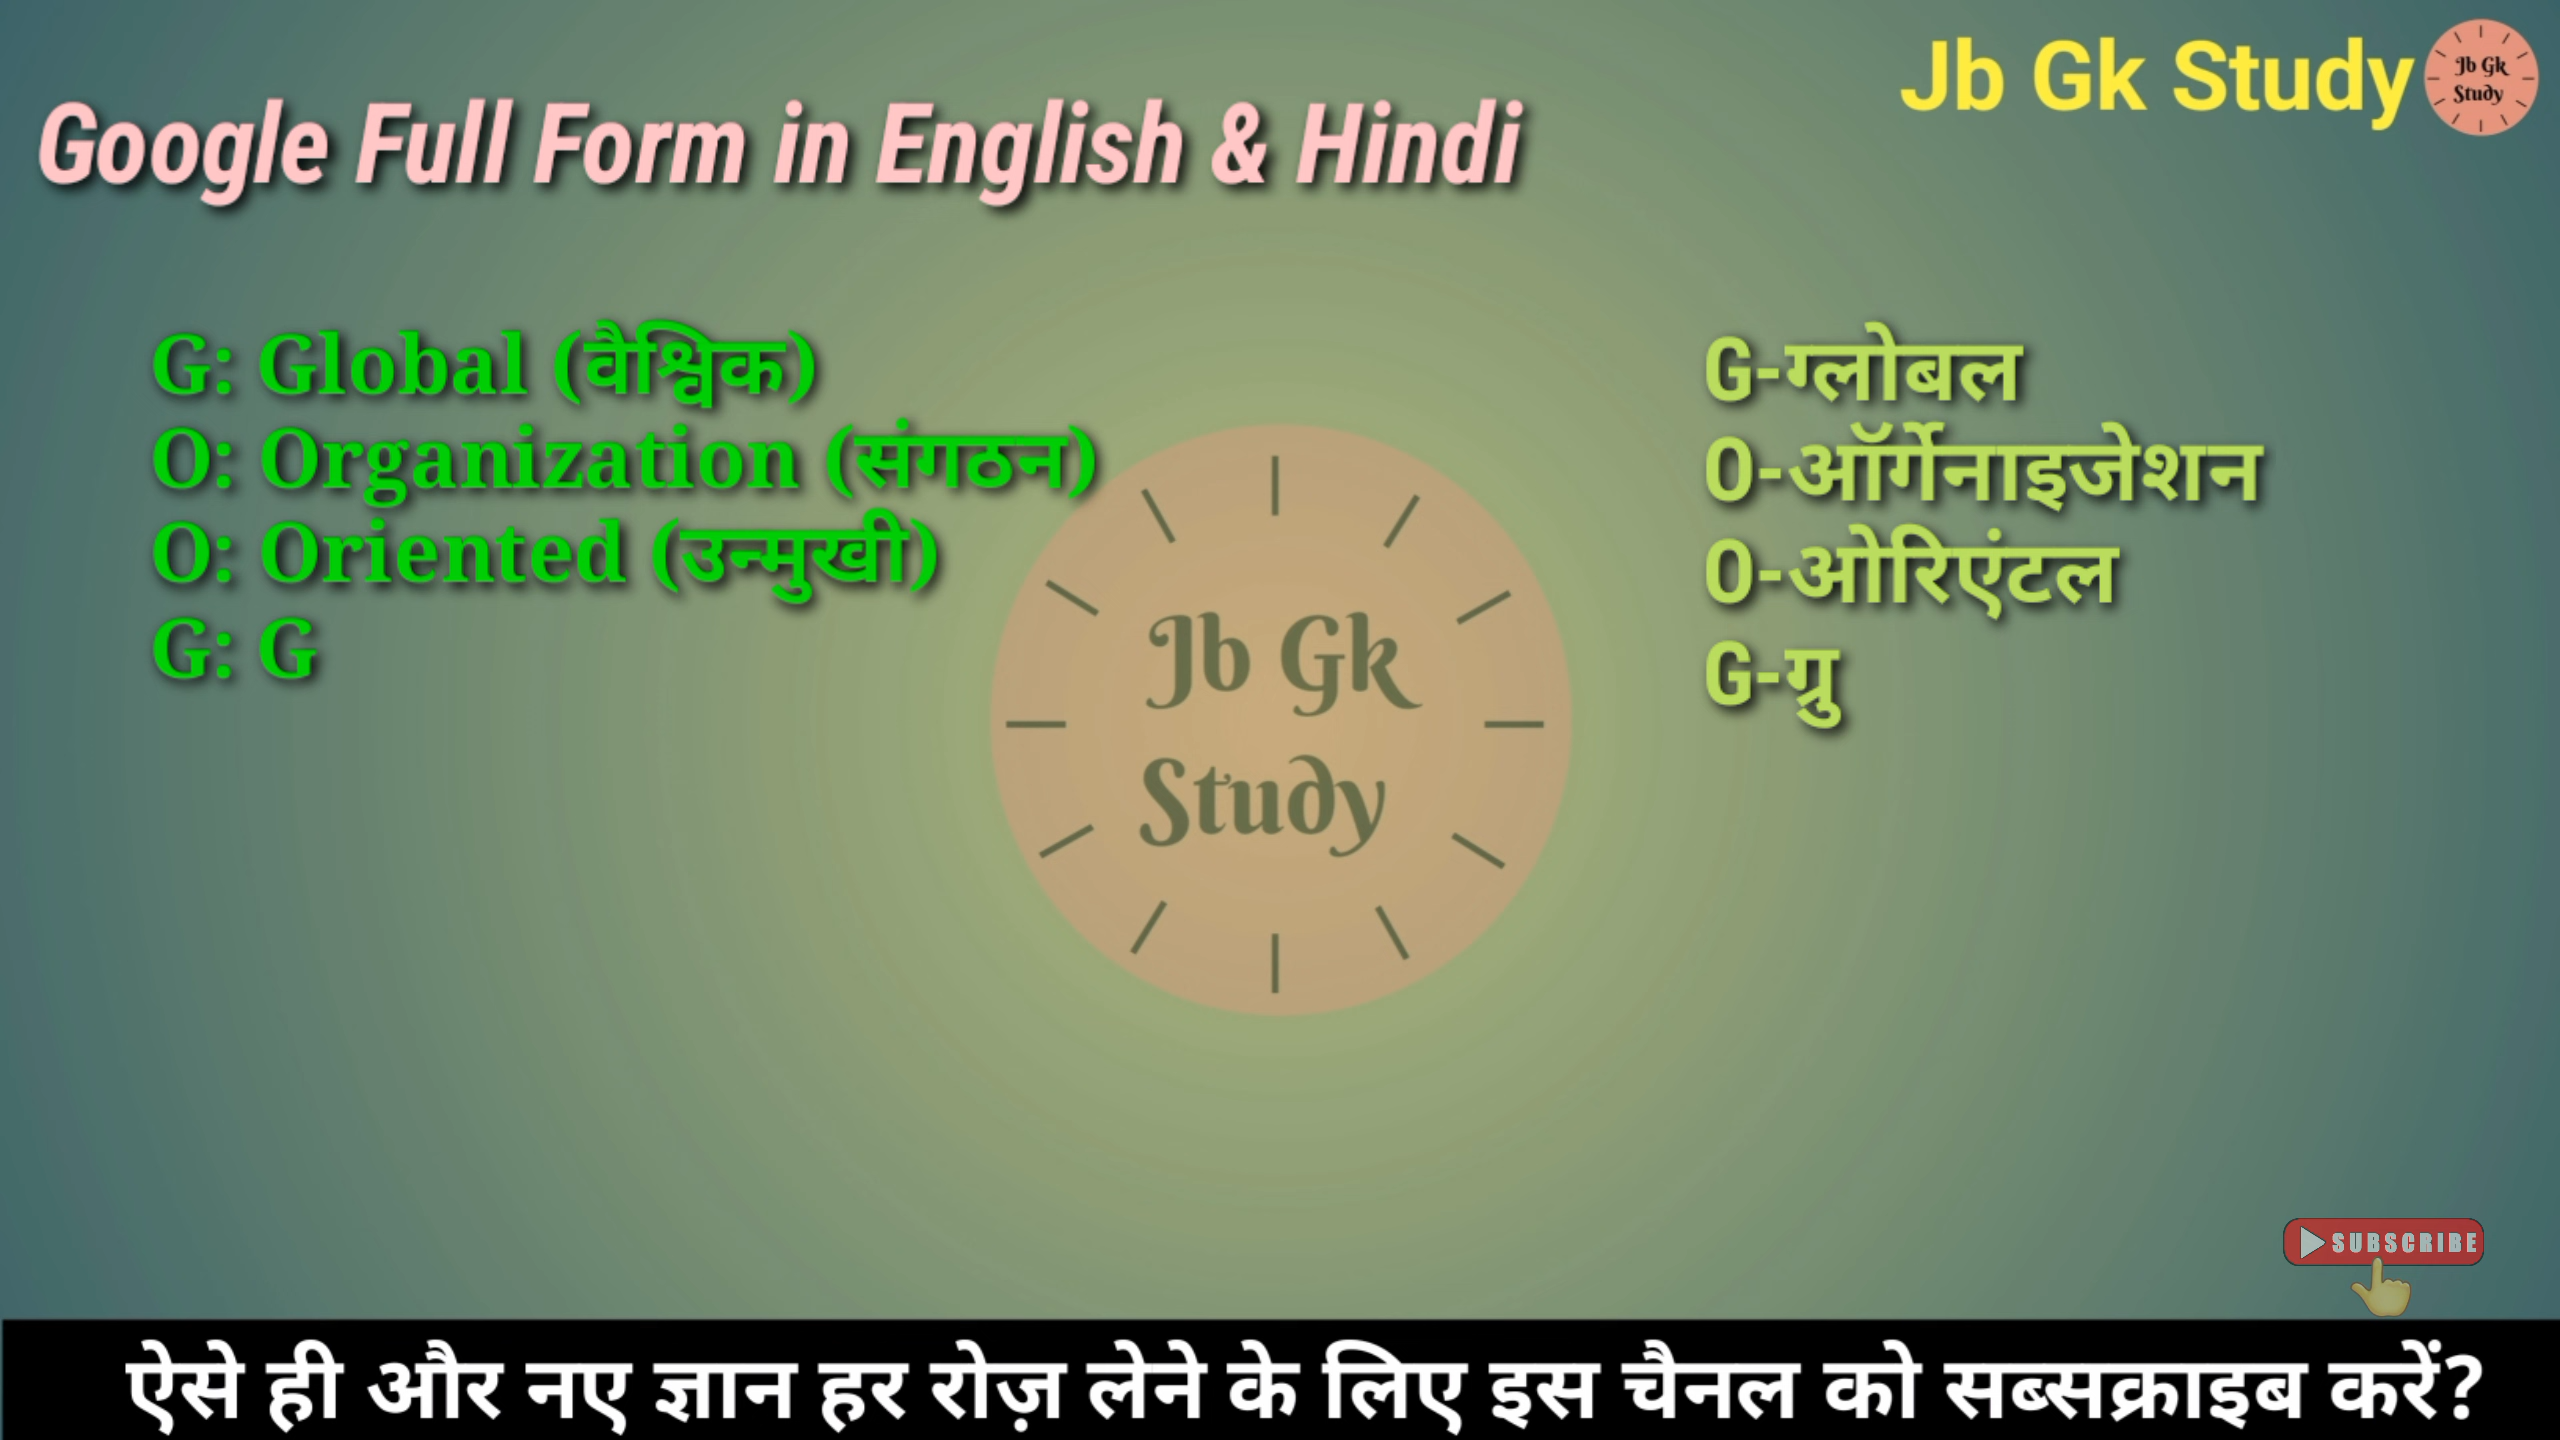 Jb Gk Study
Jb Gk
Study
Google Full Form in English & Hindi
G: Global (वैश्विक)
O: Organization (संगठन)
O: Oriented (उन्मुखी)
G: G
G-ग्लोबल
O-ऑर्गेनाइजेशन
O-ओरिएंटल
G-ग्रु
Jb Gk
Study
SUBSCRIBE
ऐसे ही और नए ज्ञान हर रोज़ लेने के लिए इस चैनल को सब्सक्राइब करें?